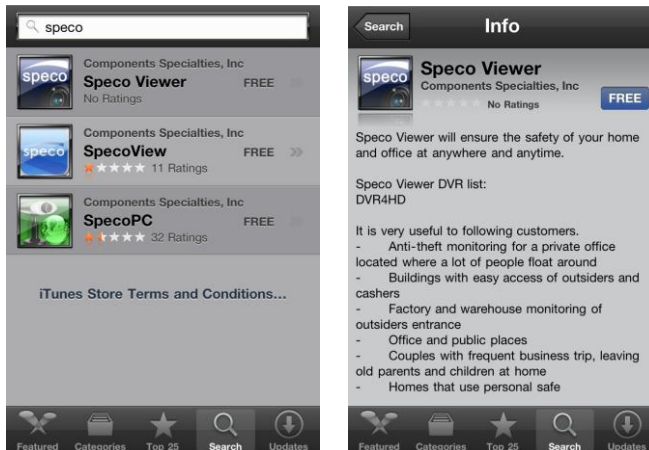 speco
speco
Components Specialties, Inc
Speco Viewer
FREE
No Ratings
speco
Components Specialties, Inc
SpecoView
FREE
11 Ratings
Components Specialties, Inc
SpecoPC
FREE
32 Ratings
iTunes Store Terms and Conditions...
Featured
Categories
Top 25
Search
Updates
Search
Info
speco
Speco Viewer
Components Specialties, Inc
No Ratings
FREE
Speco Viewer will ensure the safety of your home
and office at anywhere and anytime.
Speco Viewer DVR list:
DVR4HD
It is very useful to following customers.
- Anti-theft monitoring for a private office
located where a lot of people float around
- Buildings with easy access of outsiders and
cashers
- Factory and warehouse monitoring of
outsiders entrance
- Office and public places
- Couples with frequent business trip, leaving
old parents and children at home
- Homes that use personal safe
Featured
Categories
Top 25
Search
Updates